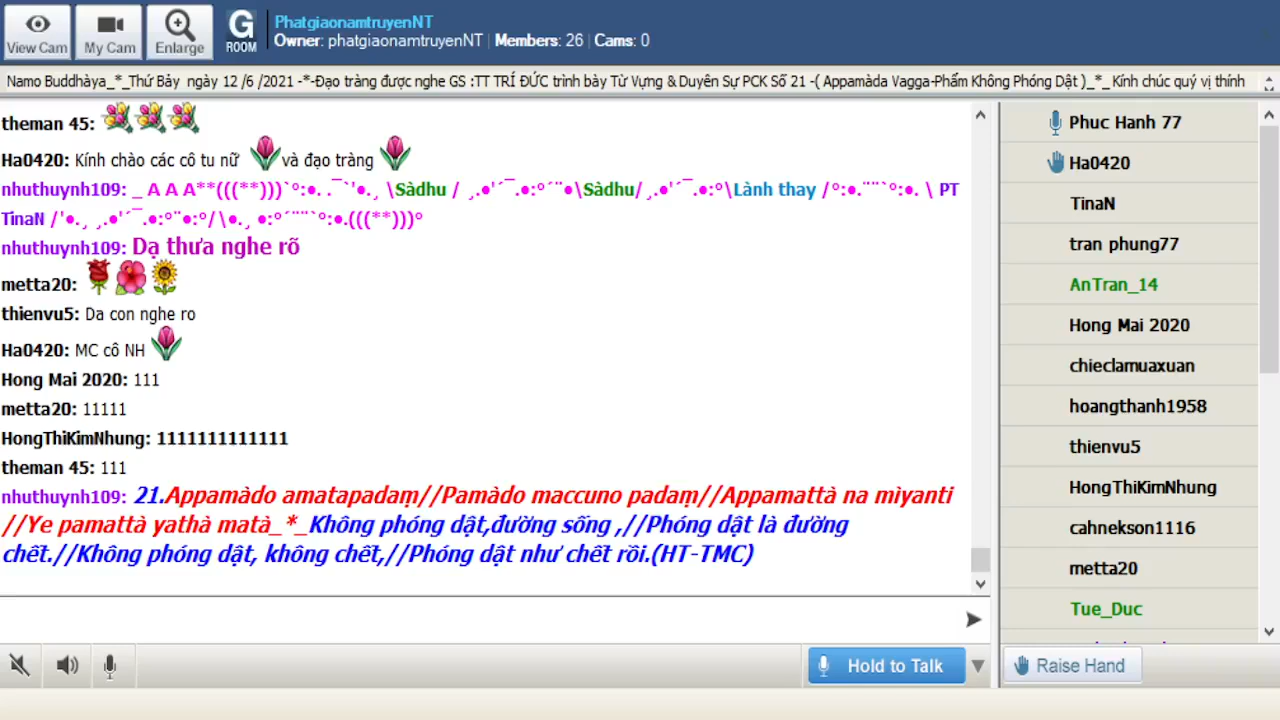 View Cam
My Cam
Enlarge
G ROOM
PhatgiaonamtruyenNT
Owner: phatgiaonamtruyenNT | Members: 26 | Cams: 0
Namo Buddhàya_*_Thứ Bảy ngày 12 /6 /2021 -*-Đạo tràng được nghe GS :TT TRÍ ĐỨC trình bày Từ Vựng & Duyên Sự PCK Số 21 -( Appamàda Vagga-Phẩm Không Phóng Dật )_*_ Kính chúc quý vị thính
theman 45:
Ha0420: Kính chào các cô tu nữ và đạo tràng
nhuthuynh109: _ A A A**(((**)))`°:•. .¯`'•.¸ \Sàdhu / ¸.•'´¯.•:°´¨•\Sàdhu/¸.•'´¯.•:°\Lành thay /°:•.¨¨`°:•. \ PT
TinaN /'•.¸ ¸.•'´¯.•:°¨•:°/ \•.¸ •:°´¨¨`°:•.(((**)))°
nhuthuynh109: Dạ thưa nghe rõ
metta20:
thienvu5: Da con nghe ro
Ha0420: MC cô NH
Hong Mai 2020: 111
metta20: 11111
HongThiKimNhung: 1111111111111
theman 45: 111
nhuthuynh109: 21.Appamàdo amatapadaṃ//Pamàdo maccuno padaṃ//Appamattà na mìyanti
//Ye pamattà yathà matà_*_Không phóng dật,đường sống ,//Phóng dật là đường
chết.//Không phóng dật, không chết,//Phóng dật như chết rồi.(HT-TMC)
Hold to Talk
Phuc Hanh 77
Ha0420
TinaN
tran phung77
AnTran_14
Hong Mai 2020
chieclamuaxuan
hoangthanh1958
thienvu5
HongThiKimNhung
cahnekson1116
metta20
Tue_Duc
Raise Hand